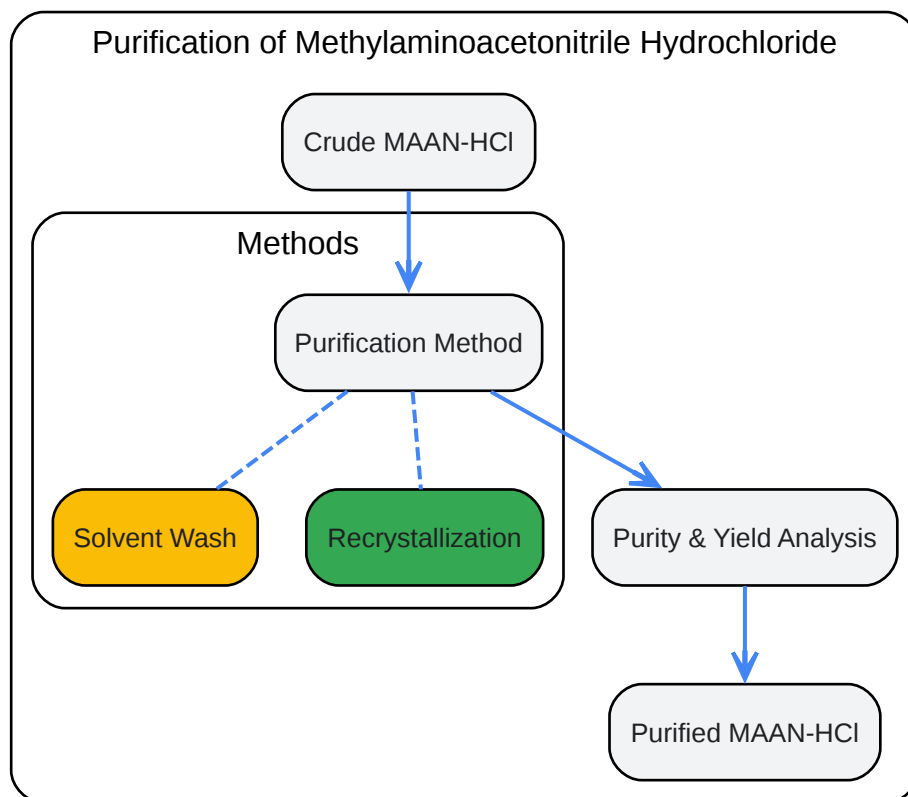 Purification of Methylaminoacetonitrile Hydrochloride
Crude MAAN-HCl
Methods
Purification Method
Solvent Wash
Recrystallization
Purity & Yield Analysis
Purified MAAN-HCl